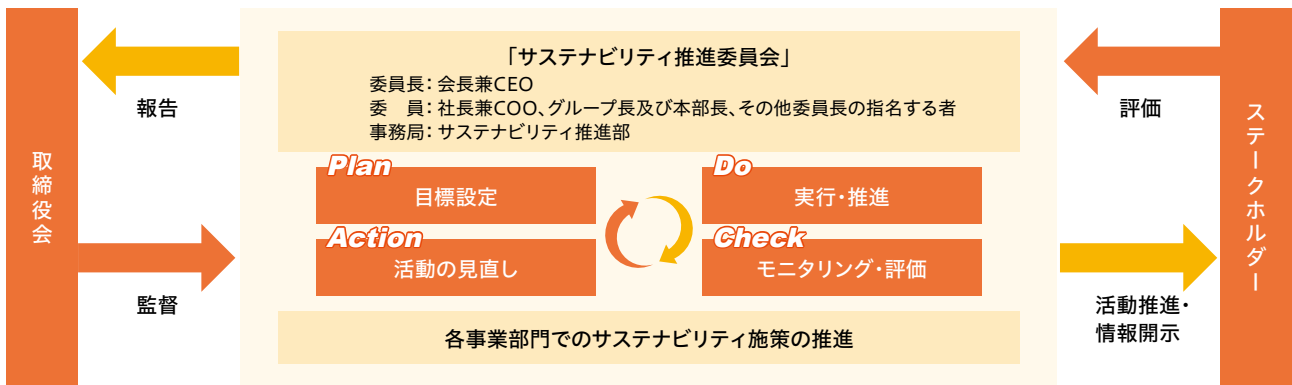 取締役会
報告
監督
「サステナビリティ推進委員会」
委員長：会長兼CEO
委　員：社長兼COO、グループ長及び本部長、その他委員長の指名する者
事務局：サステナビリティ推進部
Plan
目標設定
Do
実行・推進
Action
活動の見直し
Check
モニタリング・評価
各事業部門でのサステナビリティ施策の推進
評価
活動推進・
情報開示
ステークホルダー